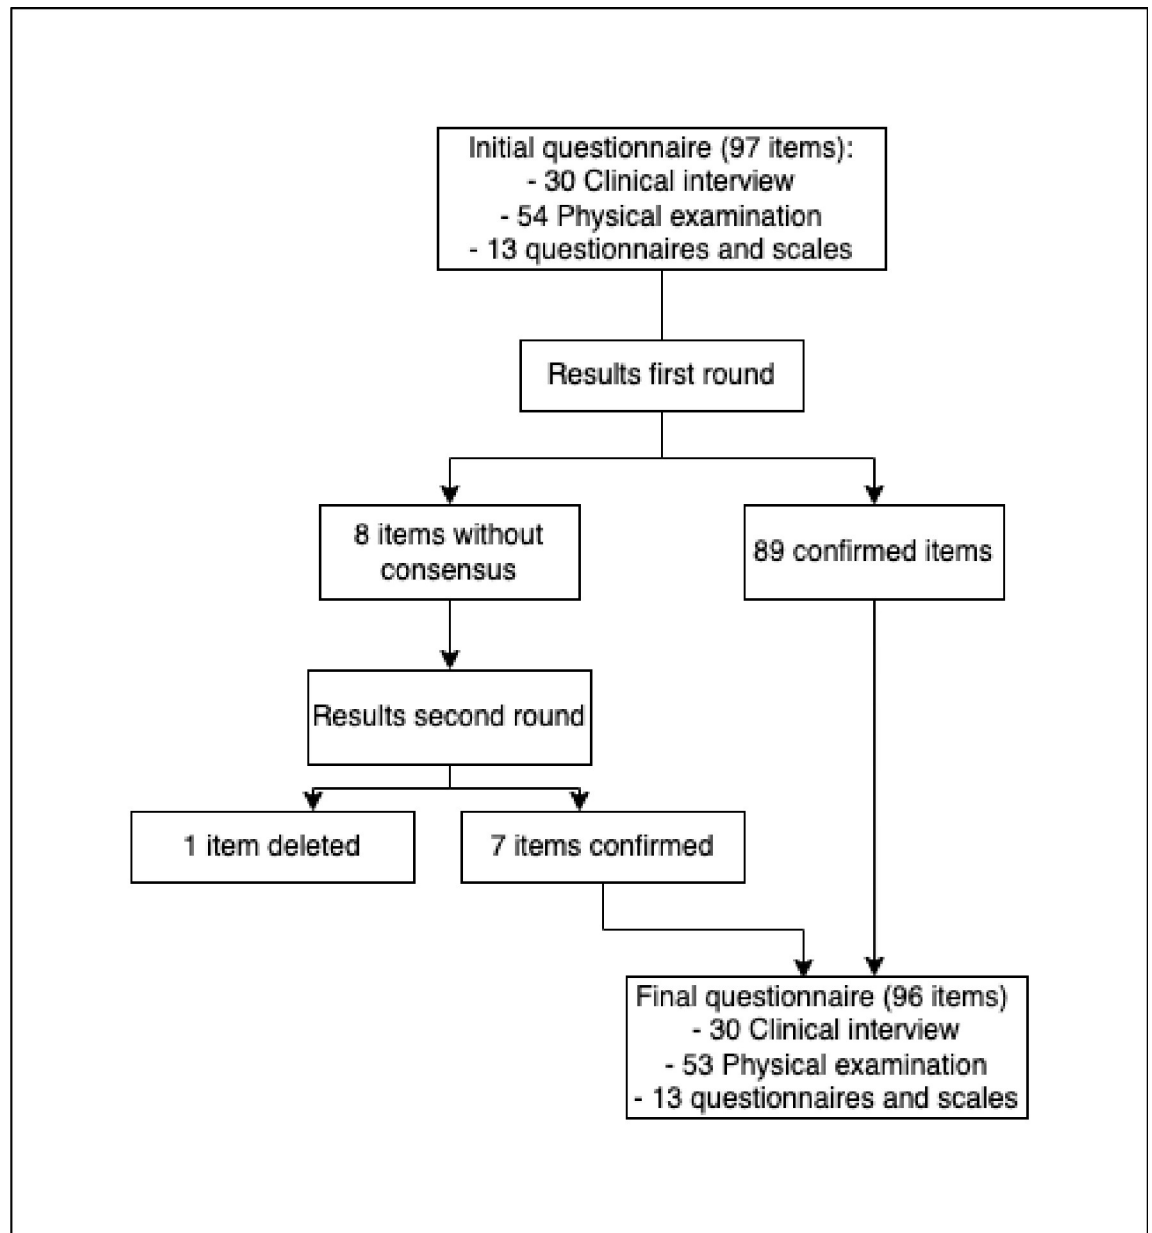 Initial questionnaire (97 items):
- 30 Clinical interview
- 54 Physical examination
- 13 questionnaires and scales
Results first round
8 items without
consensus
89 confirmed items
Results second round
1 item deleted
7 items confirmed
Final questionnaire (96 items)
- 30 Clinical interview
- 53 Physical examination
- 13 questionnaires and scales